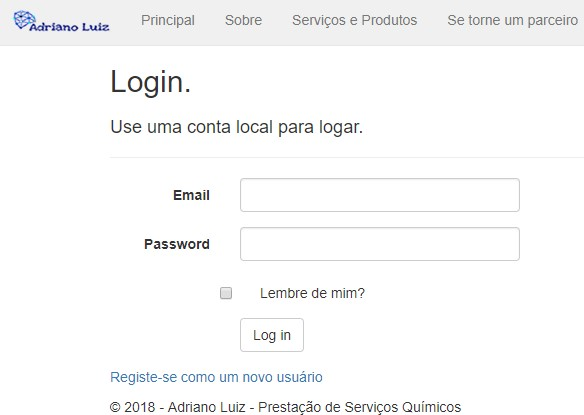 Adriano Luiz Principal Sobre Serviços e Produtos Se torne um parceiro
Login.
Use uma conta local para logar.
Email
Password
Lembre de mim?
Log in
Registe-se como um novo usuário
© 2018 - Adriano Luiz - Prestação de Serviços Químicos